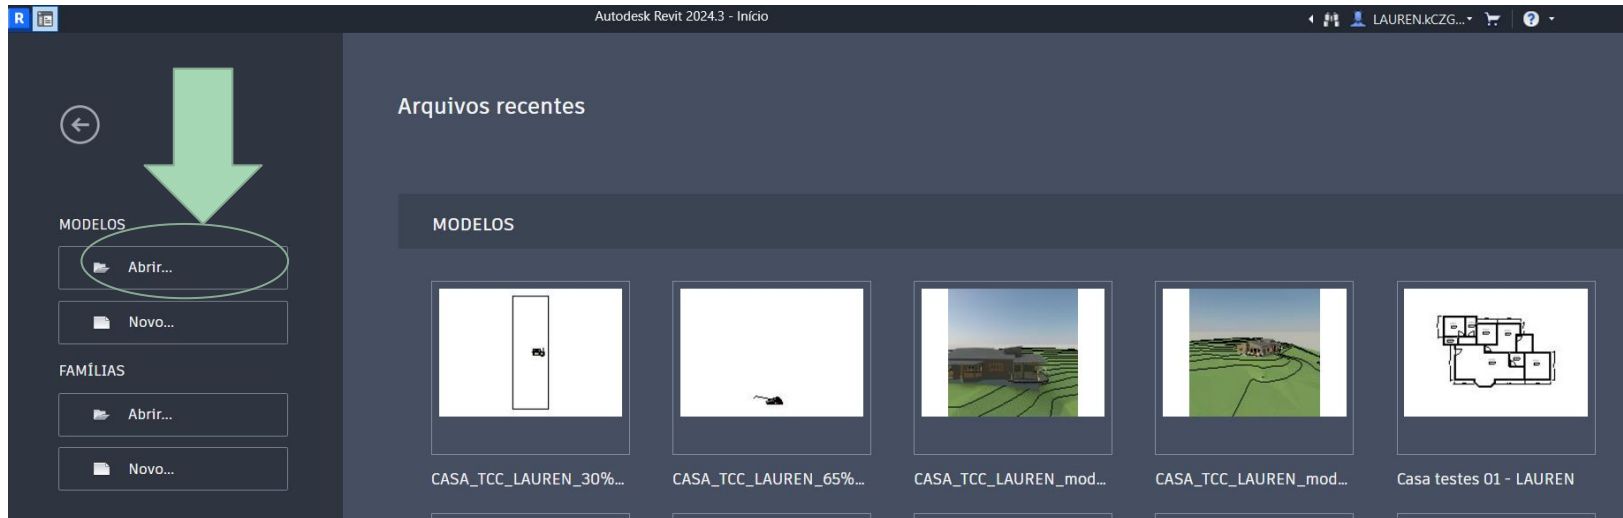 R
Autodesk Revit 2024.3 - Início
LAUREN.kCZG...
?
Arquivos recentes
MODELOS
Abrir...
Novo...
FAMÍLIAS
Abrir...
Novo...
MODELOS
CASA_TCC_LAUREN_30%...
CASA_TCC_LAUREN_65%...
CASA_TCC_LAUREN_mod...
CASA_TCC_LAUREN_mod...
Casa testes 01 - LAUREN